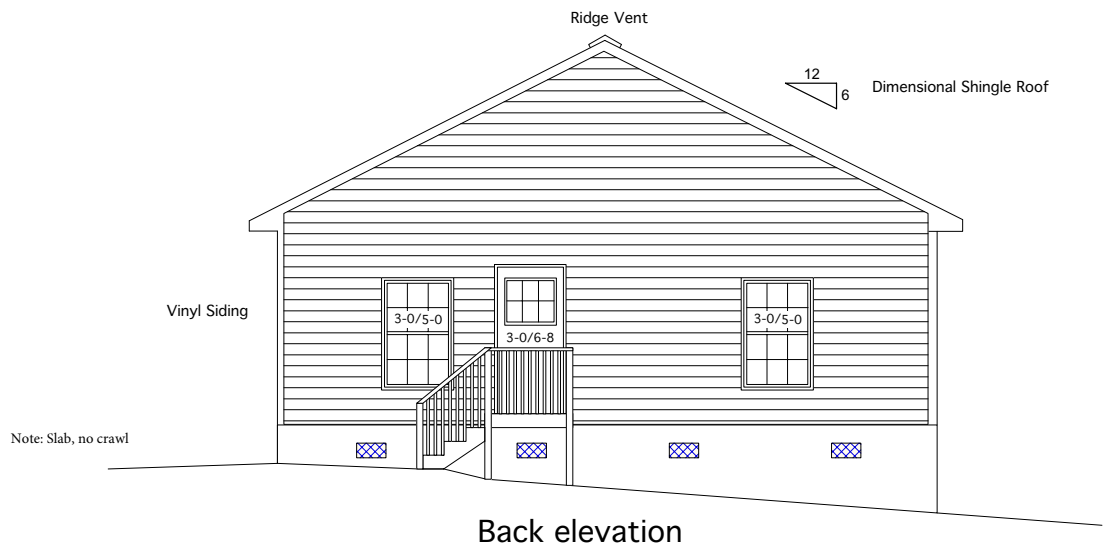 Ridge Vent
12
6
Dimensional Shingle Roof
Vinyl Siding
3-0/5-0
3-0/6-8
3-0/5-0
Note: Slab, no crawl
Back elevation